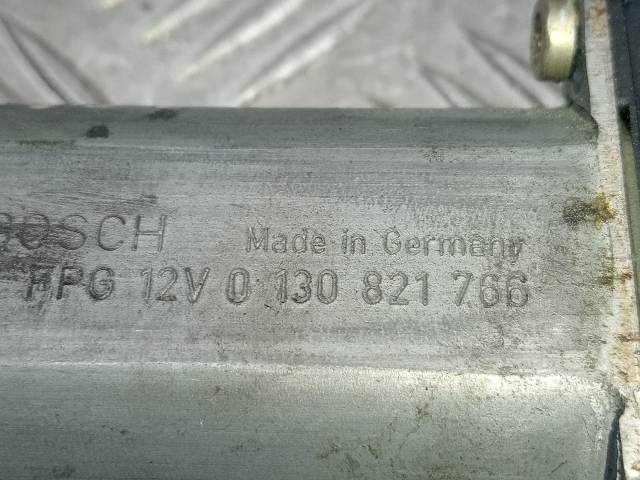 BOSCH Made in Germany
FPG 12V 0 130 821 766